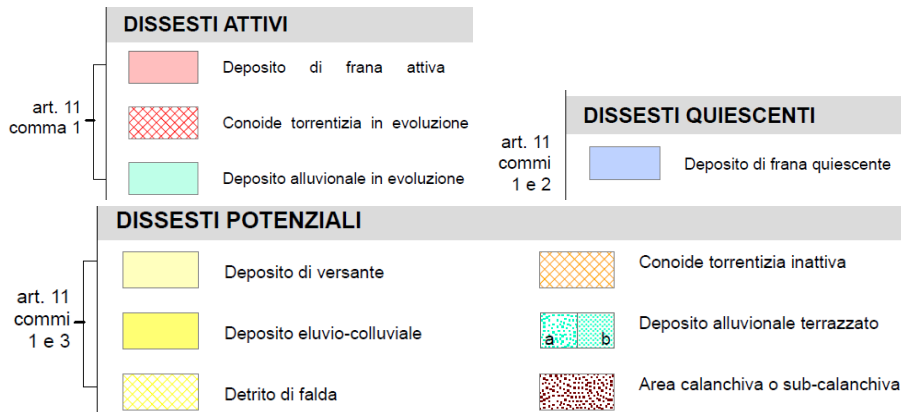 DISSESTI ATTIVI
art. 11
comma 1
Deposito di frana attiva
Conoide torrentizia in evoluzione
Deposito alluvionale in evoluzione
DISSESTI QUIESCENTI
art. 11
commi
1 e 2
Deposito di frana quiescente
DISSESTI POTENZIALI
art. 11
commi
1 e 3
Deposito di versante
Deposito eluvio-colluviale
Detrito di falda
Conoide torrentizia inattiva
a b
Deposito alluvionale terrazzato
Area calanchiva o sub-calanchiva